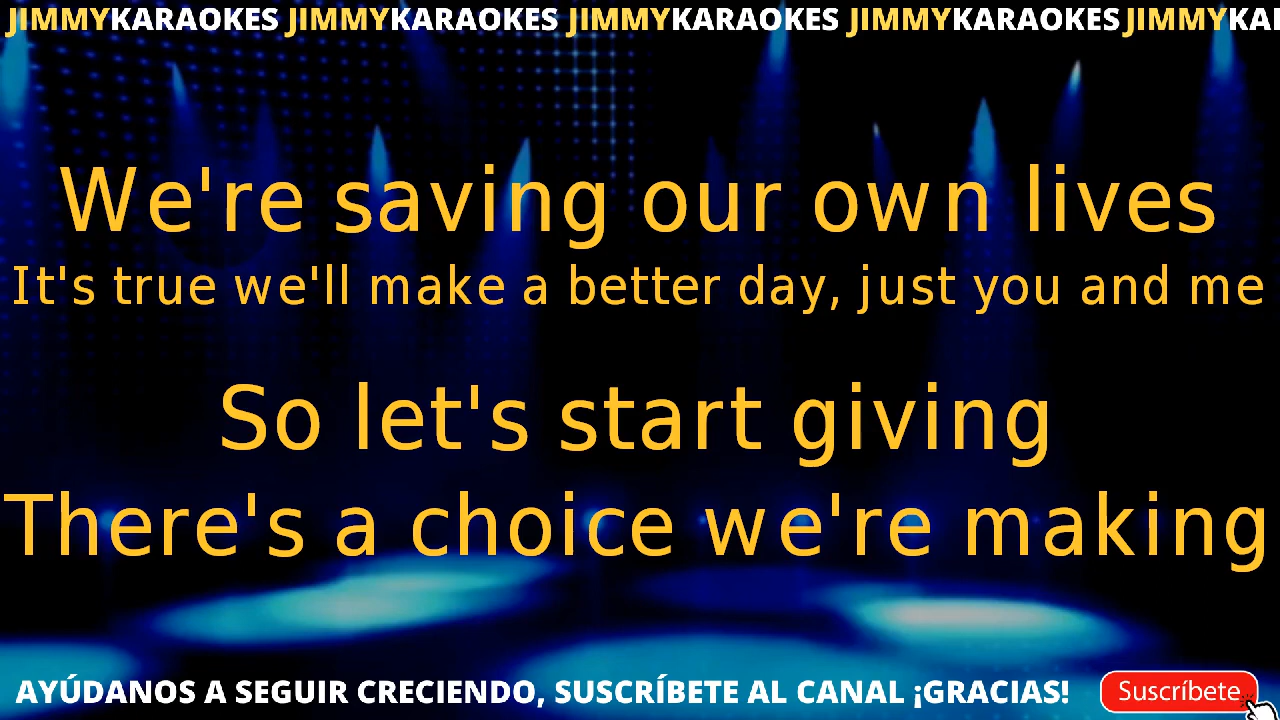 JIMMYKARAOKES JIMMYKARAOKES JIMMYKARAOKES JIMMYKARAOKES JIMMYKA
We're saving our own lives
It's true we'll make a better day, just you and me
So let's start giving
There's a choice we're making
AYÚDANOS A SEGUIR CRECIENDO, SUSCRÍBETE AL CANAL ¡GRACIAS! Suscríbete